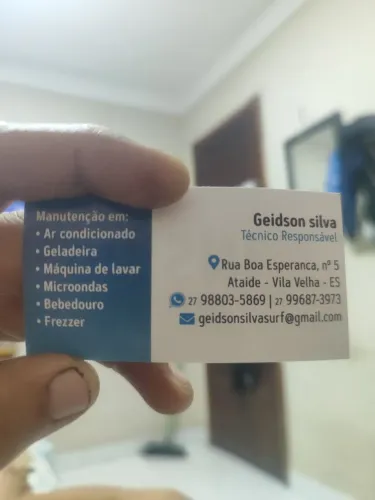 Manutenção em:
• Ar condicionado
• Geladeira
• Máquina de lavar
• Microondas
• Bebedouro
• Frezzer
Geidson silva
Técnico Responsável
Rua Boa Esperanca, nº 5
Ataide - Vila Velha - ES
27 98803-5869 | 27 99687-3973
geidsonsilvasurf@gmail.com